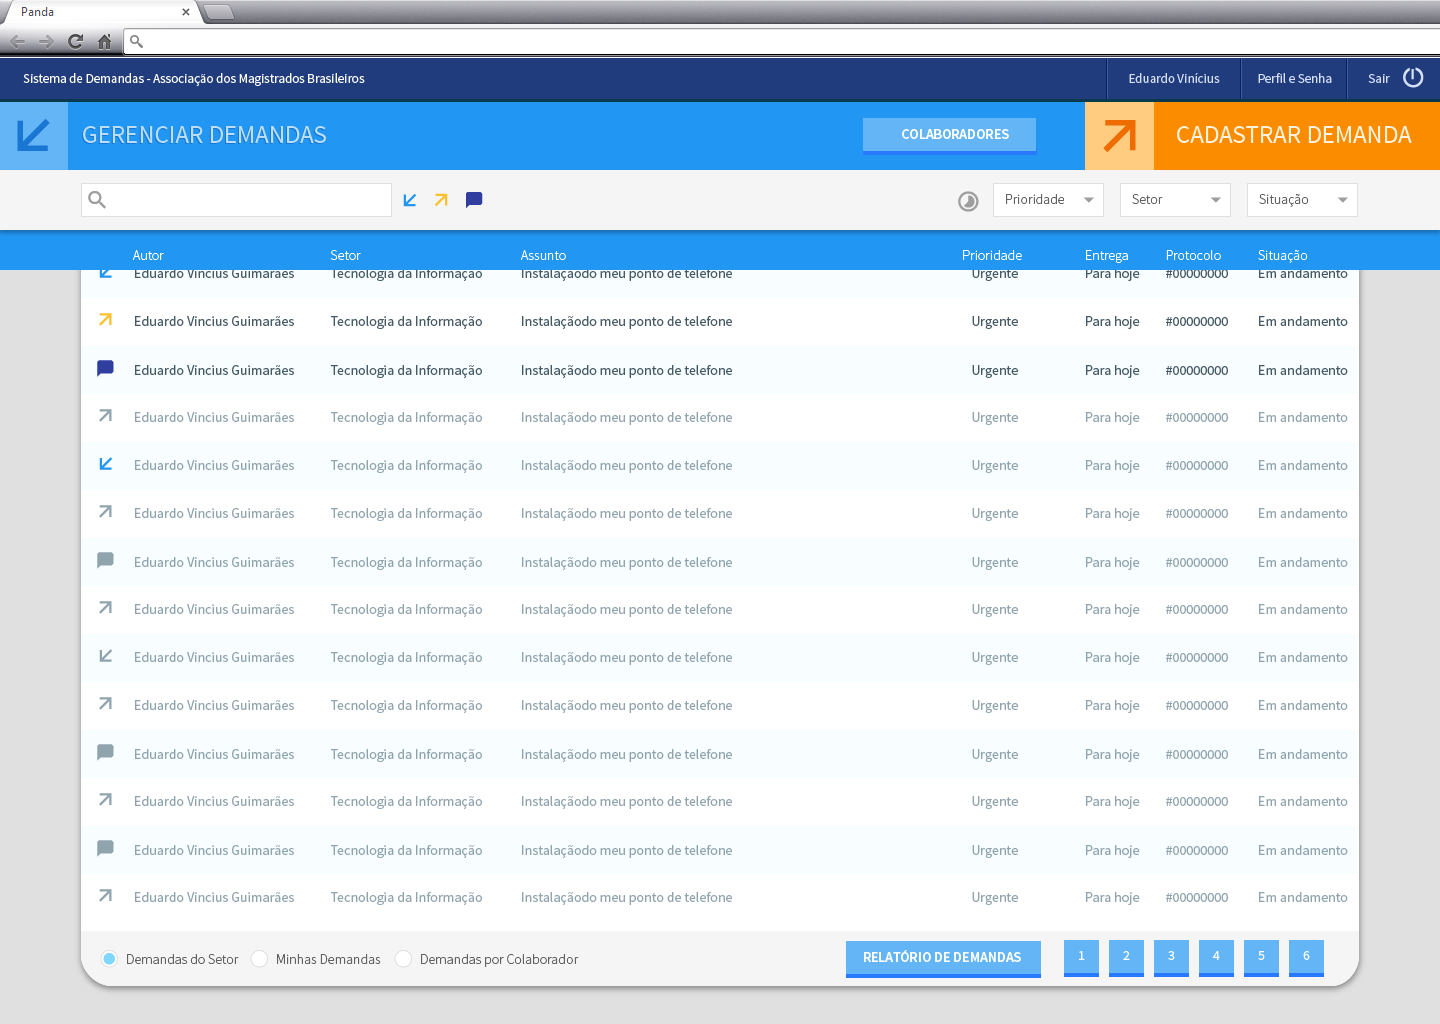 Panda
Sistema de Demandas - Associação dos Magistrados Brasileiros Eduardo Vinícius Perfil e Senha Sair
GERENCIAR DEMANDAS COLABORADORES CADASTRAR DEMANDA
Prioridade Setor Situação
Autor Setor Assunto Prioridade Entrega Protocolo Situação
Eduardo Vincius Guimarães Tecnologia da Informação Instalaçãodo meu ponto de telefone Urgente Para hoje #00000000 Em andamento
Eduardo Vincius Guimarães Tecnologia da Informação Instalaçãodo meu ponto de telefone Urgente Para hoje #00000000 Em andamento
Eduardo Vincius Guimarães Tecnologia da Informação Instalaçãodo meu ponto de telefone Urgente Para hoje #00000000 Em andamento
Eduardo Vincius Guimarães Tecnologia da Informação Instalaçãodo meu ponto de telefone Urgente Para hoje #00000000 Em andamento
Eduardo Vincius Guimarães Tecnologia da Informação Instalaçãodo meu ponto de telefone Urgente Para hoje #00000000 Em andamento
Eduardo Vincius Guimarães Tecnologia da Informação Instalaçãodo meu ponto de telefone Urgente Para hoje #00000000 Em andamento
Eduardo Vincius Guimarães Tecnologia da Informação Instalaçãodo meu ponto de telefone Urgente Para hoje #00000000 Em andamento
Eduardo Vincius Guimarães Tecnologia da Informação Instalaçãodo meu ponto de telefone Urgente Para hoje #00000000 Em andamento
Eduardo Vincius Guimarães Tecnologia da Informação Instalaçãodo meu ponto de telefone Urgente Para hoje #00000000 Em andamento
Eduardo Vincius Guimarães Tecnologia da Informação Instalaçãodo meu ponto de telefone Urgente Para hoje #00000000 Em andamento
Eduardo Vincius Guimarães Tecnologia da Informação Instalaçãodo meu ponto de telefone Urgente Para hoje #00000000 Em andamento
Eduardo Vincius Guimarães Tecnologia da Informação Instalaçãodo meu ponto de telefone Urgente Para hoje #00000000 Em andamento
Eduardo Vincius Guimarães Tecnologia da Informação Instalaçãodo meu ponto de telefone Urgente Para hoje #00000000 Em andamento
Eduardo Vincius Guimarães Tecnologia da Informação Instalaçãodo meu ponto de telefone Urgente Para hoje #00000000 Em andamento
Demandas do Setor Minhas Demandas Demandas por Colaborador RELATÓRIO DE DEMANDAS 1 2 3 4 5 6